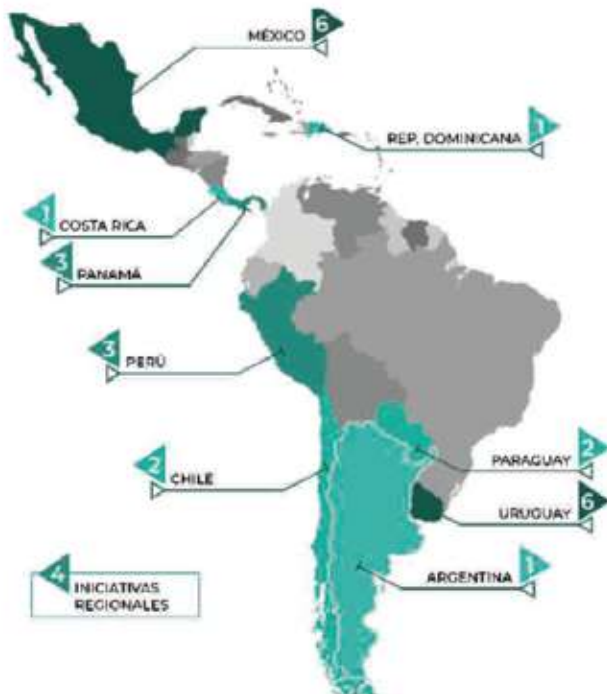 6
MÉXICO
1
REP. DOMINICANA
1
COSTA RICA
3
PANAMÁ
3
PERÚ
2
CHILE
2
PARAGUAY
6
URUGUAY
1
ARGENTINA
4
INICIATIVAS
REGIONALES